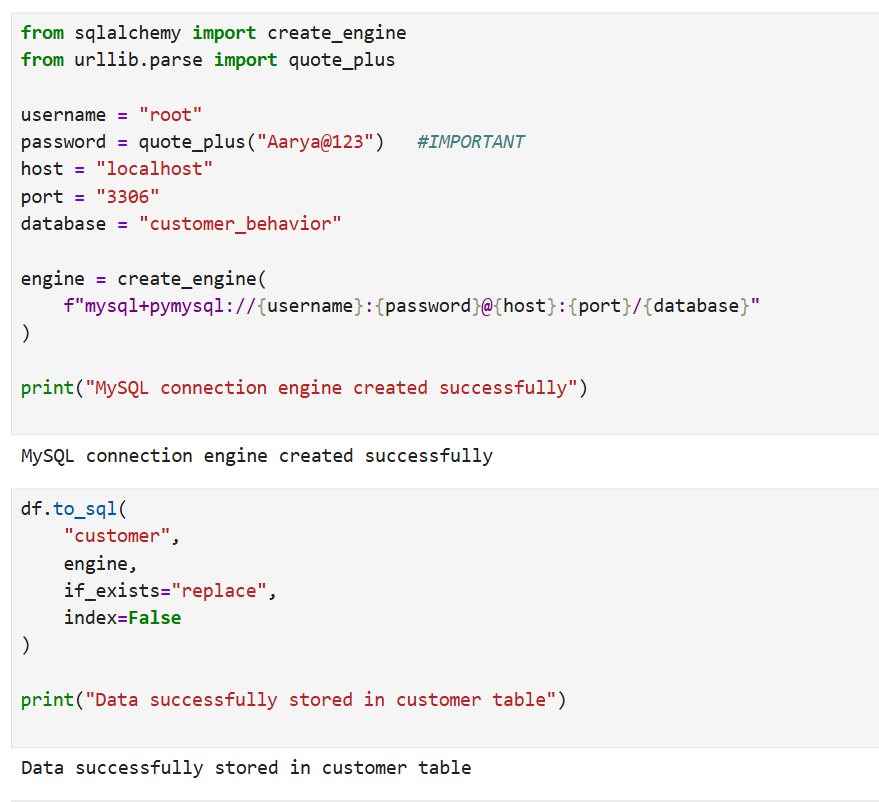 from sqlalchemy import create_engine
from urllib.parse import quote_plus
username = "root"
password = quote_plus("Aarya@123")   #IMPORTANT
host = "localhost"
port = "3306"
database = "customer_behavior"
engine = create_engine(
    f"mysql+pymysql://{username}:{password}@{host}:{port}/{database}"
)
print("MySQL connection engine created successfully")
MySQL connection engine created successfully
df.to_sql(
    "customer",
    engine,
    if_exists="replace",
    index=False
)
print("Data successfully stored in customer table")
Data successfully stored in customer table